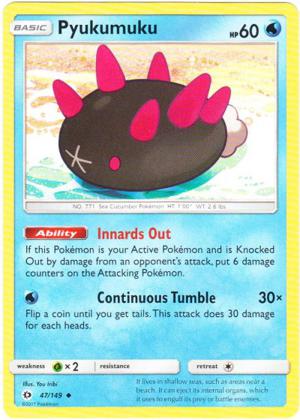 BASIC
Pyukumuku HP60
NO. 771 Sea Cucumber Pokémon HT: 1'00" WT: 2.6 lbs
Ability Innards Out
If this Pokémon is your Active Pokémon and is Knocked
Out by damage from an opponent's attack, put 6 damage
counters on the Attacking Pokémon.
Continuous Tumble 30×
Flip a coin until you get tails. This attack does 30 damage
for each heads.
weakness ×2 resistance retreat
Illus. You Iribi
47/149
©2017 Pokémon
It lives in shallow seas, such as areas near a
beach. It can eject its internal organs, which
it uses to engulf its prey or battle enemies.